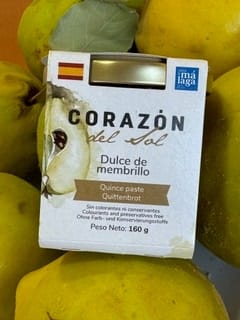 málaga
CORAZÓN
del Sol
Dulce de
membrillo
Quince paste
Quittenbrot
Sin colorantes ni conservantes
Colourants and preservatives free
Ohne Farb- und Konservierungsstoffe
Peso Neto: 160 g